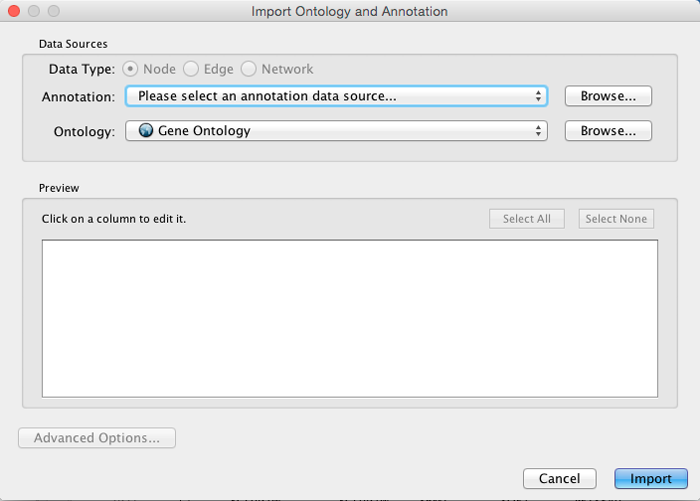 Import Ontology and Annotation
Data Sources
Data Type: Node Edge Network
Annotation: Please select an annotation data source... Browse...
Ontology: Gene Ontology Browse...
Preview
Click on a column to edit it. Select All Select None
Advanced Options...
Cancel Import